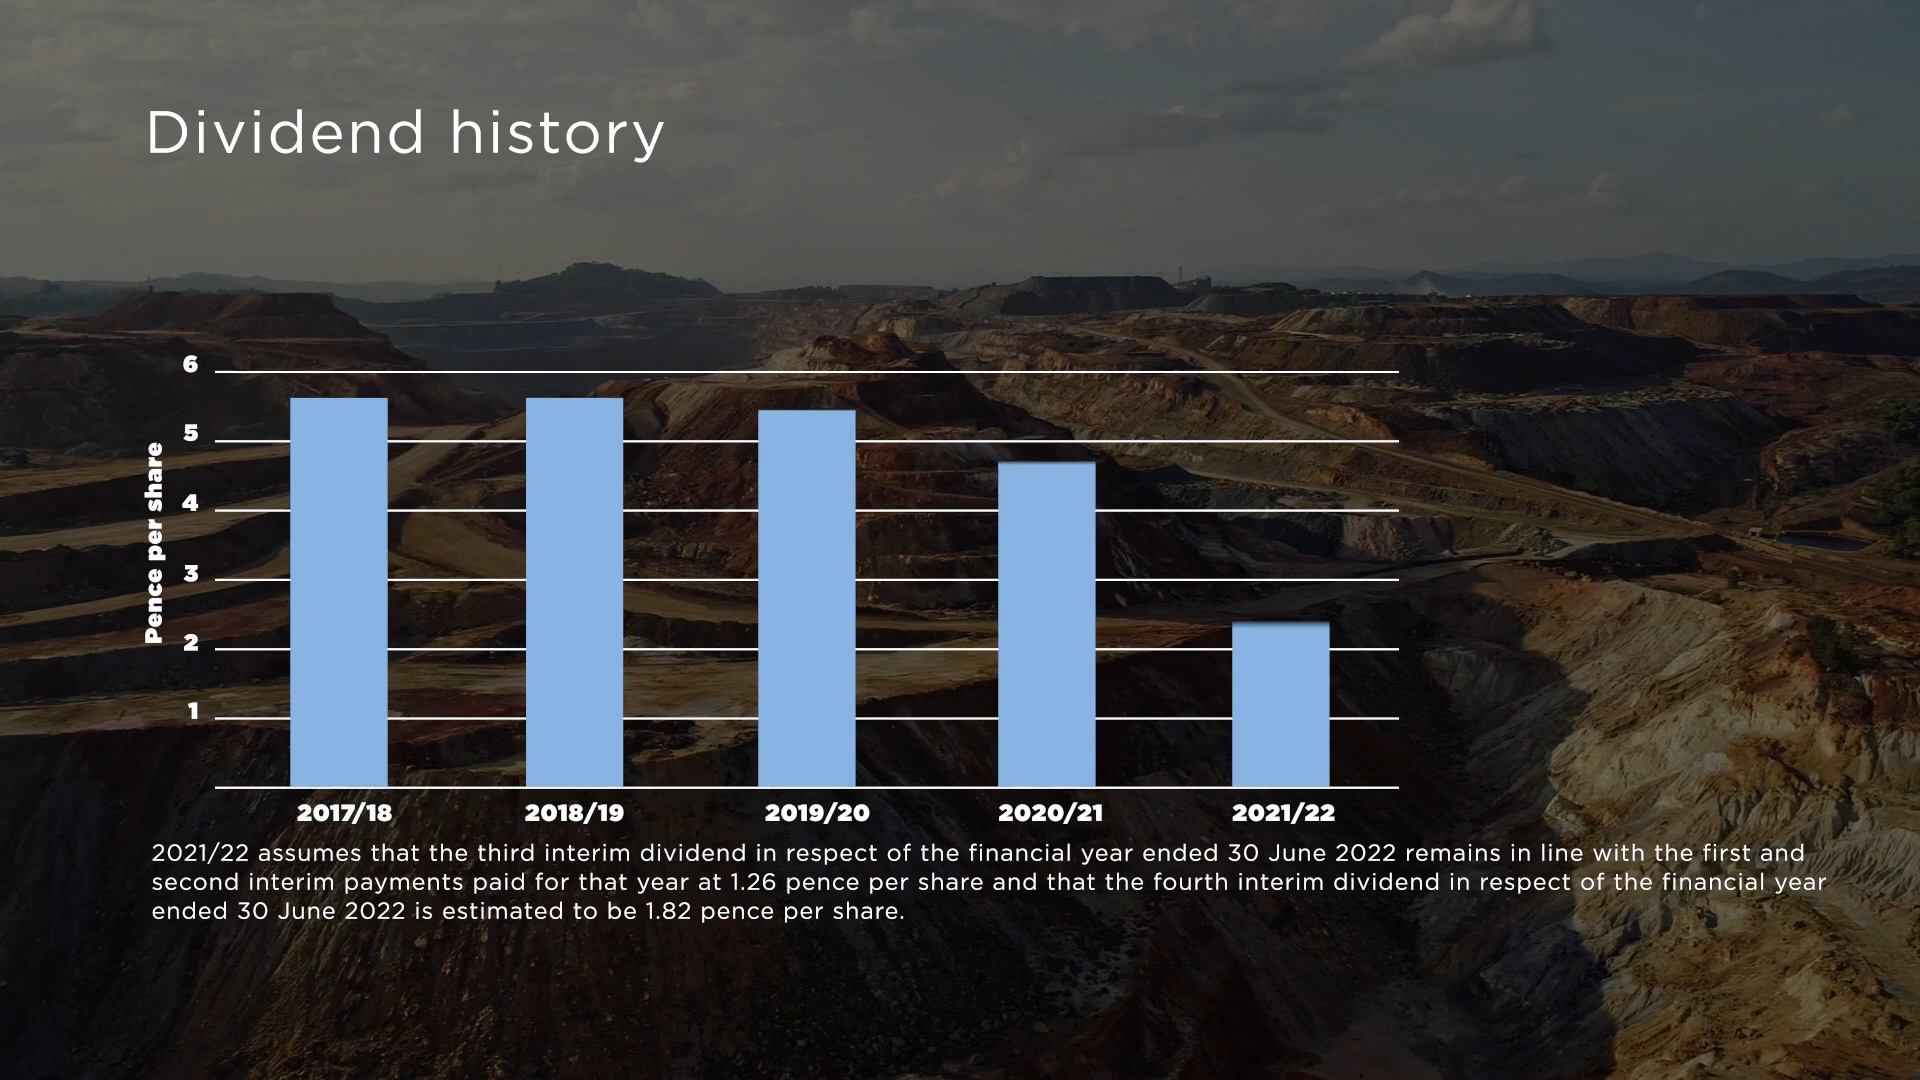 Dividend history
6
5
4
3
2
1
Pence per share
2017/18 2018/19 2019/20 2020/21 2021/22
2021/22 assumes that the third interim dividend in respect of the financial year ended 30 June 2022 remains in line with the first and
second interim payments paid for that year at 1.26 pence per share and that the fourth interim dividend in respect of the financial year
ended 30 June 2022 is estimated to be 1.82 pence per share.